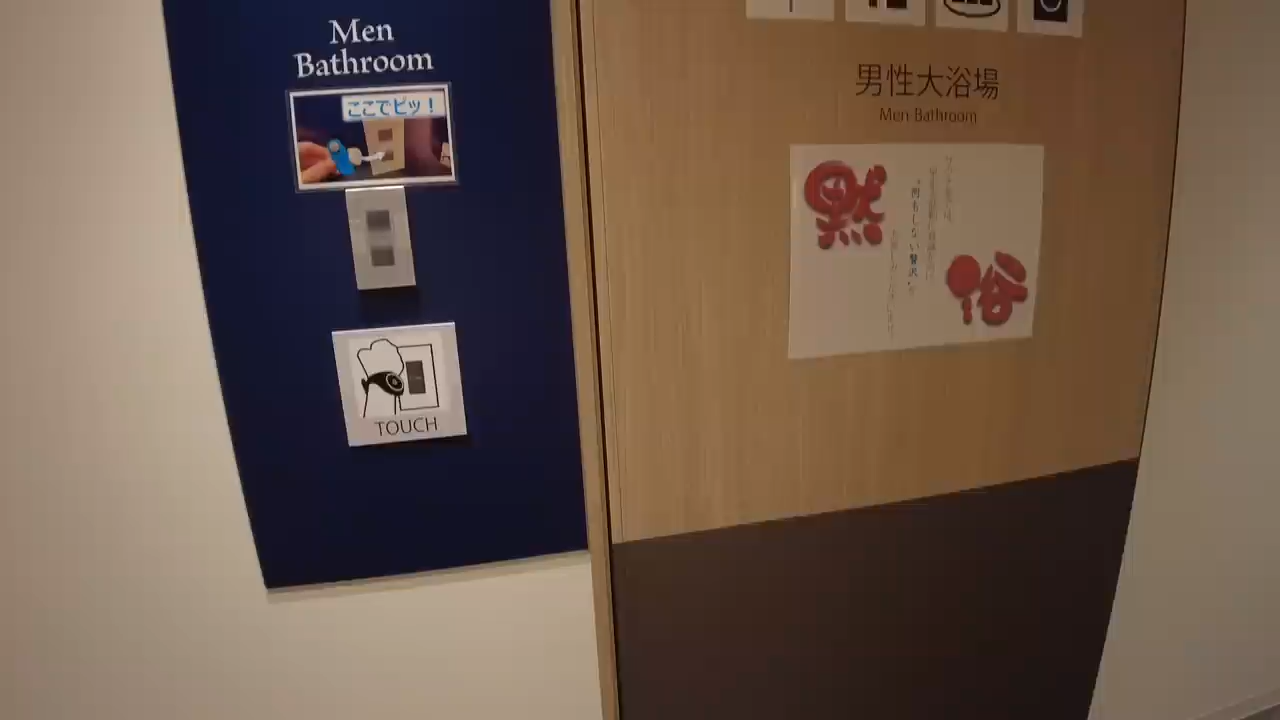 Men
Bathroom
ここでピッ！
TOUCH
男性大浴場
Men Bathroom
黙
浴
"何もしない贅沢"を